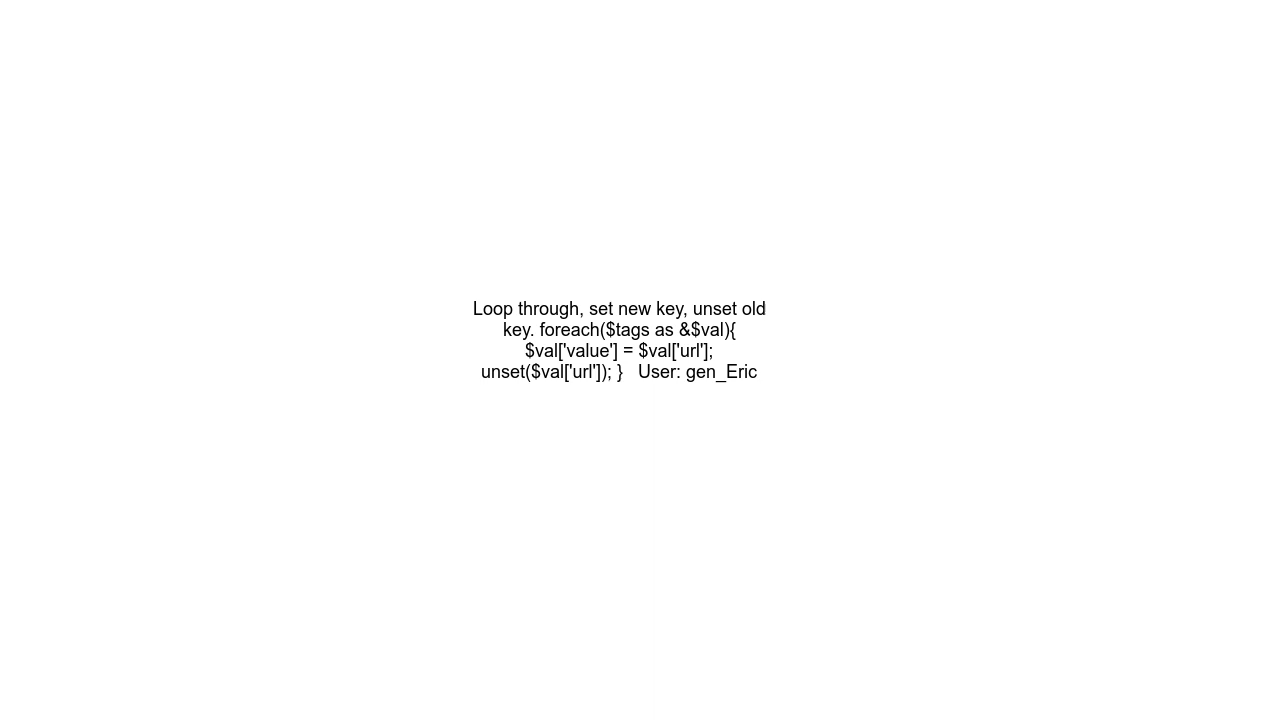 Loop through, set new key, unset old
key. foreach($tags as &$val){
$val['value'] = $val['url'];
unset($val['url']); }   User: gen_Eric